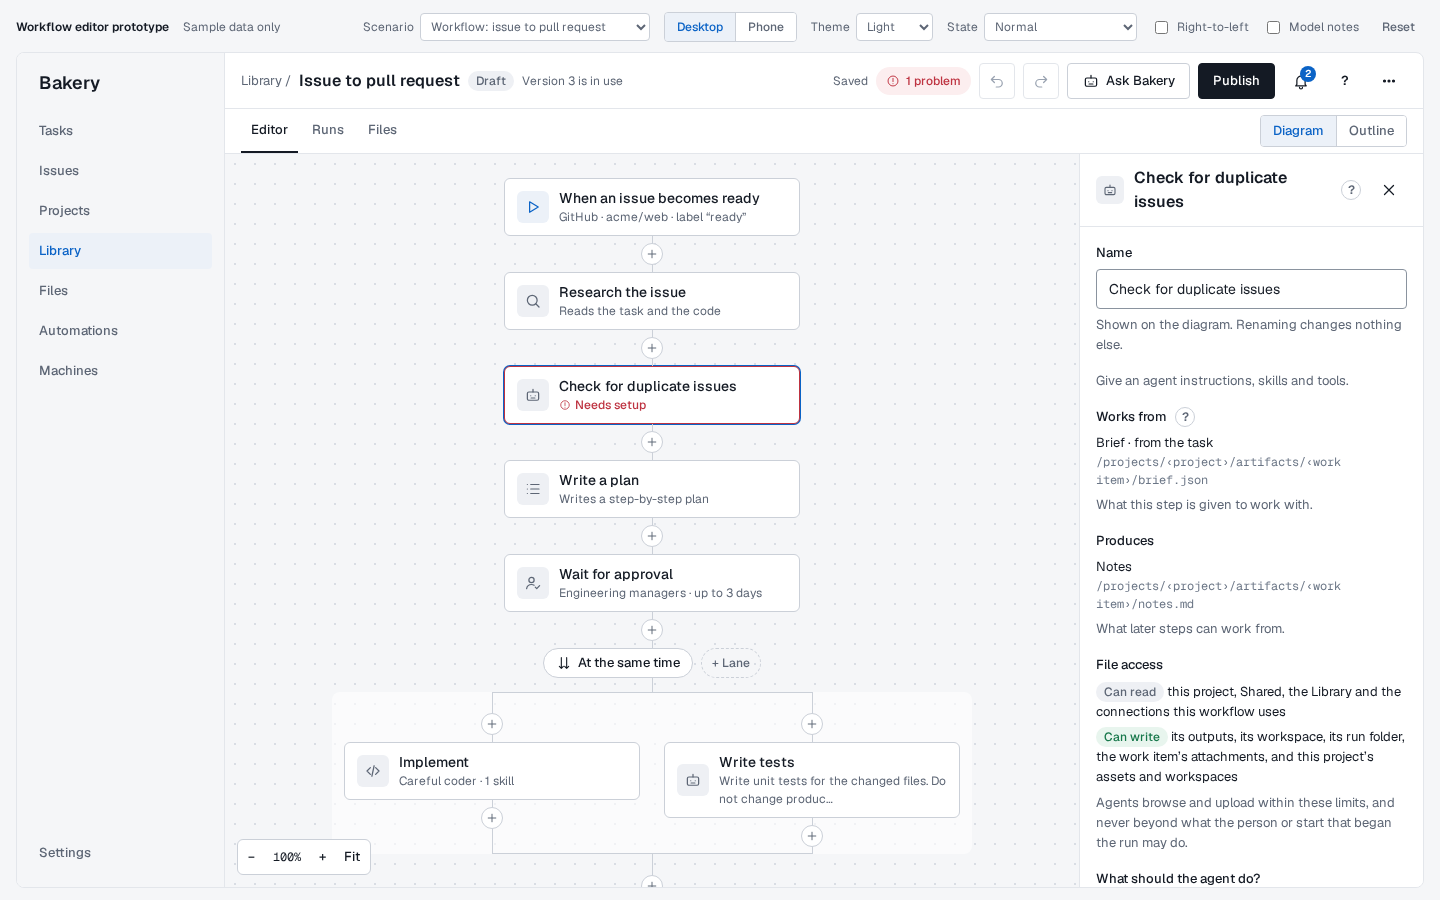 Workflow editor prototype
Sample data only
Scenario
Workflow: issue to pull request
Desktop
Phone
Theme
Light
State
Normal
Right-to-left
Model notes
Reset
Bakery
Tasks
Issues
Projects
Library
Files
Automations
Machines
Settings
Library /
Issue to pull request
Draft
Version 3 is in use
Saved
1 problem
Ask Bakery
Publish
2
?
Editor
Runs
Files
Diagram
Outline
When an issue becomes ready
GitHub · acme/web · label “ready”
Research the issue
Reads the task and the code
Check for duplicate issues
Needs setup
Write a plan
Writes a step-by-step plan
Wait for approval
Engineering managers · up to 3 days
At the same time
+ Lane
Implement
Careful coder · 1 skill
Write tests
Write unit tests for the changed files. Do
not change produc…
− 100% + Fit
Check for duplicate
issues
?
Name
Check for duplicate issues
Shown on the diagram. Renaming changes nothing
else.
Give an agent instructions, skills and tools.
Works from
?
Brief · from the task
/projects/‹project›/artifacts/‹work
item›/brief.json
What this step is given to work with.
Produces
Notes
/projects/‹project›/artifacts/‹work
item›/notes.md
What later steps can work from.
File access
Can read this project, Shared, the Library and the
connections this workflow uses
Can write its outputs, its workspace, its run folder,
the work item’s attachments, and this project’s
assets and workspaces
Agents browse and upload within these limits, and
never beyond what the person or start that began
the run may do.
What should the agent do?